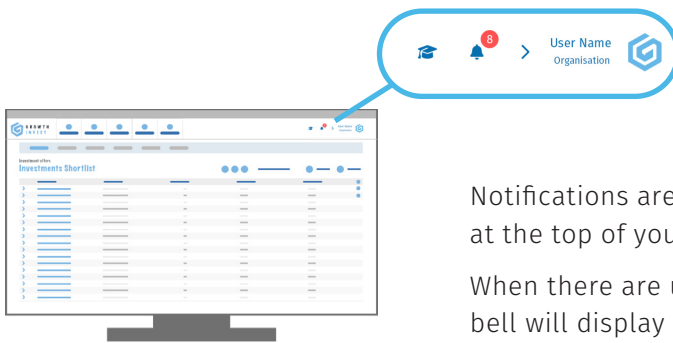 8
User Name
Organisation
GROWTH
INVEST
Investment offers
Investments Shortlist
Notifications are
at the top of you
When there are u
bell will display